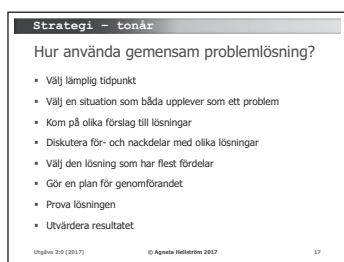 Strategi – tonår
Hur använda gemensam problemlösning?
▪ Välj lämplig tidpunkt
▪ Välj en situation som båda upplever som ett problem
▪ Kom på olika förslag till lösningar
▪ Diskutera för- och nackdelar med olika lösningar
▪ Välj den lösning som har flest fördelar
▪ Gör en plan för genomförandet
▪ Prova lösningen
▪ Utvärdera resultatet
Utgåva 2:0 (2017) © Agneta Hellström 2017 17